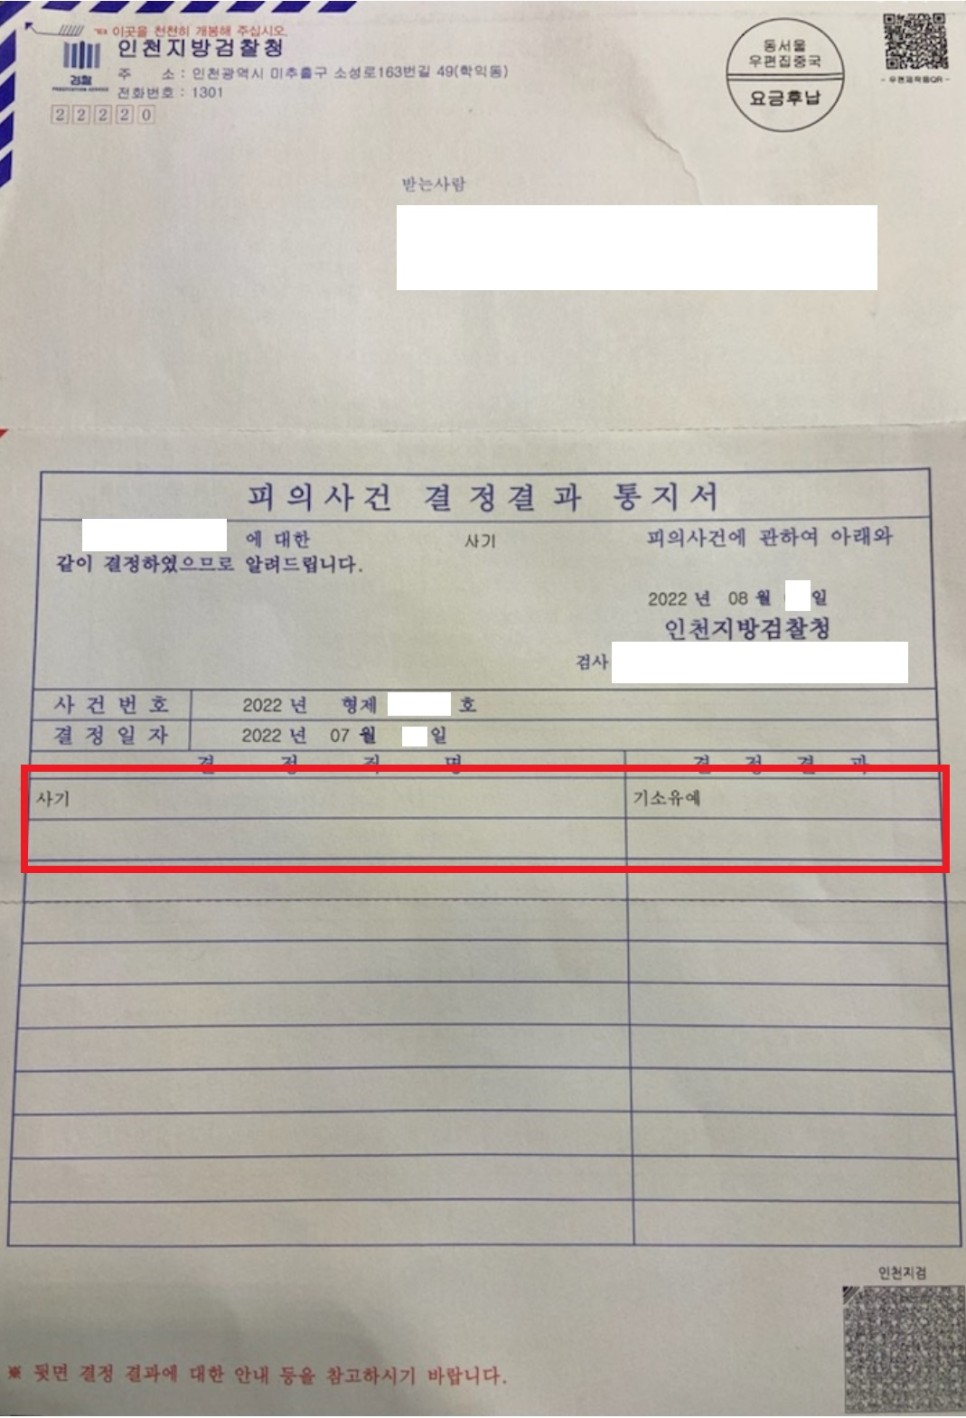 ☜ 이곳을 천천히 개봉해 주십시오.
인천지방검찰청
검찰
PROSECUTION SERVICE
주 소 : 인천광역시 미추홀구 소성로163번길 49(학익동)
전화번호 : 1301
22220
동서울
우편집중국
요금후납
- 우편제작용QR -
받는사람
피의사건 결정결과 통지서
에 대한 사기 피의사건에 관하여 아래와
같이 결정하였으므로 알려드립니다.
2022 년 08 월 일
인천지방검찰청
검사
사건번호 2022 년 형제 호
결정일자 2022 년 07 월 일
결정죄명 결정결과
사기 기소유예
인천지검
※ 뒷면 결정 결과에 대한 안내 등을 참고하시기 바랍니다.